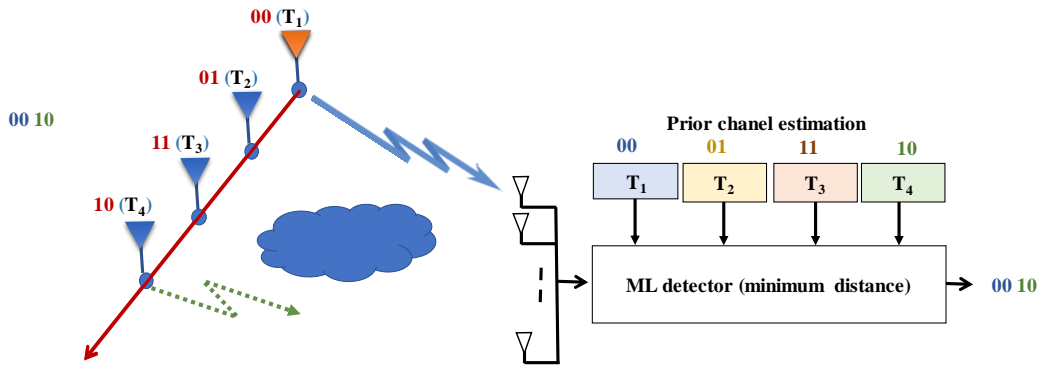 00 (T1)
01 (T2)
00 10
11 (T3)
10 (T4)
Prior chanel estimation
00 01 11 10
T1 T2 T3 T4
ML detector (minimum distance)
00 10